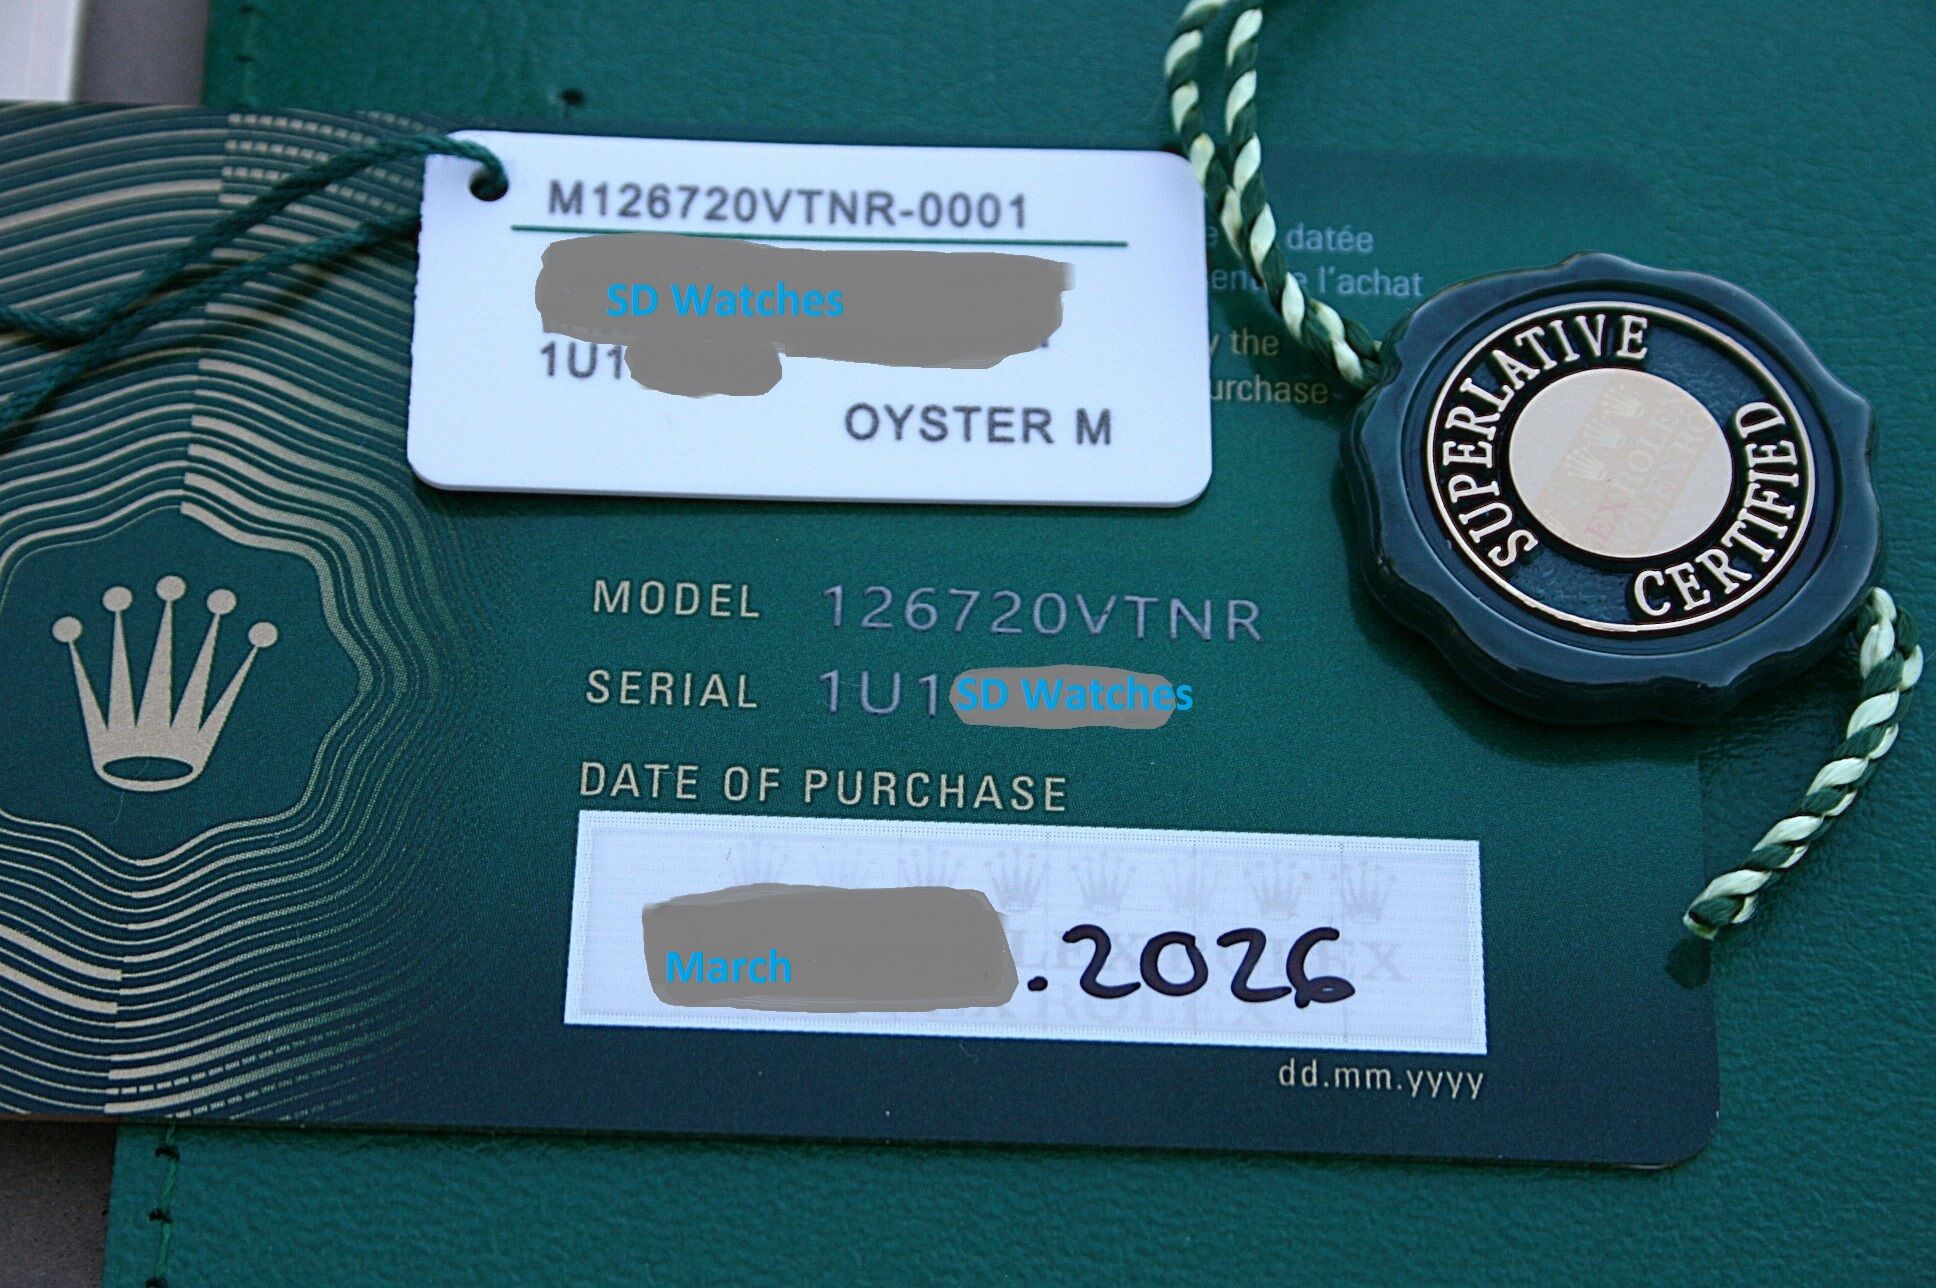 M126720VTNR-0001
SD Watches
1U1
OYSTER M
datée
l'achat
the
SUPERLATIVE
CERTIFIED
MODEL 126720VTNR
SERIAL 1U1 SD Watches
DATE OF PURCHASE
March .2026
dd.mm.yyyy